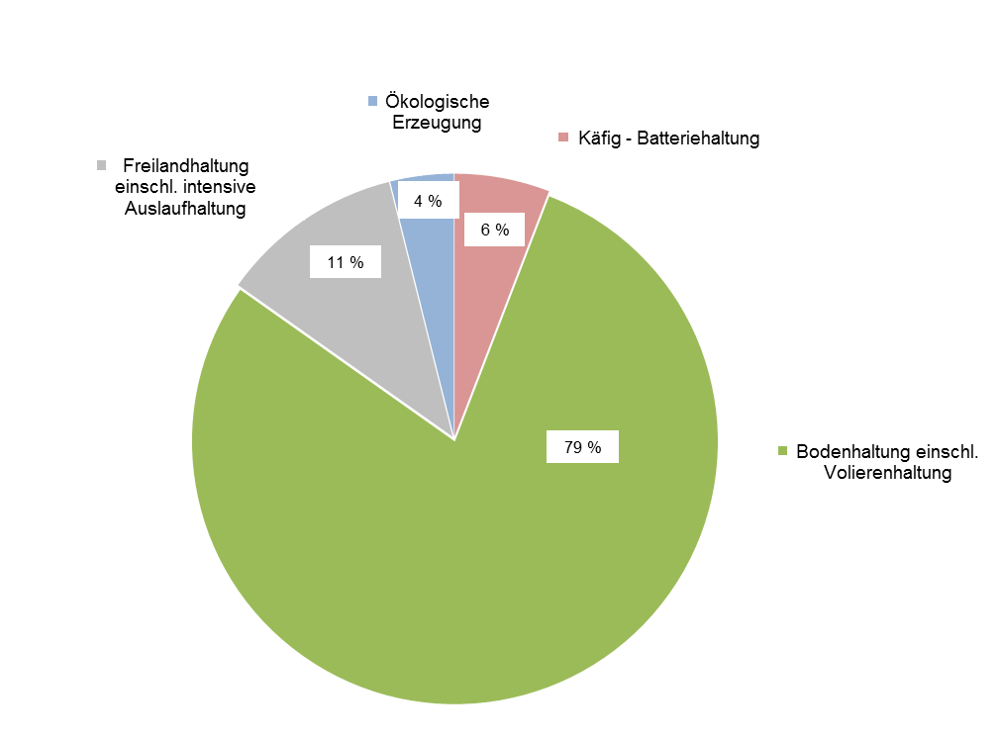 Ökologische
Erzeugung
Käfig - Batteriehaltung
Freilandhaltung
einschl. intensive
Auslaufhaltung
4 %
6 %
11 %
79 %
Bodenhaltung einschl.
Volierenhaltung